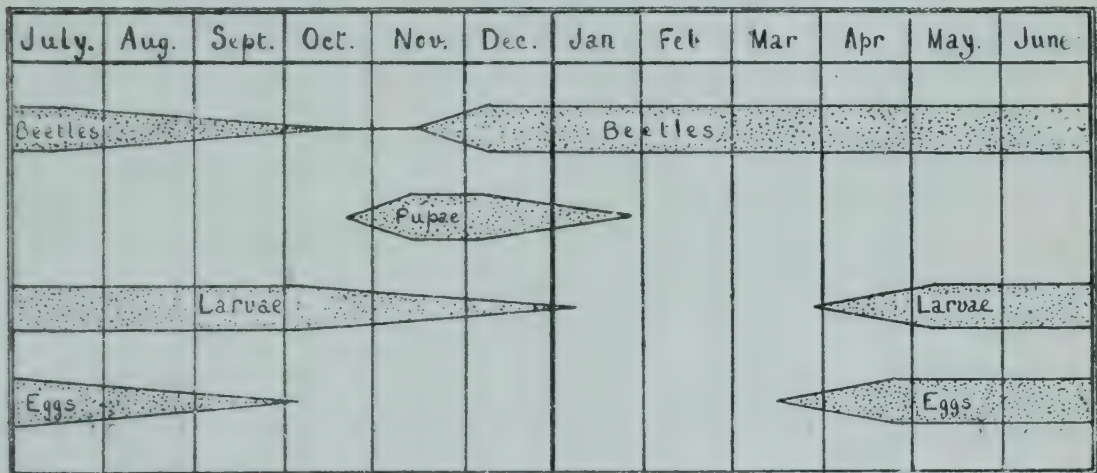 July. Aug. Sept. Oct. Nov. Dec. Jan Feb Mar Apr May. June
Beetles Beetles
Pupae
Larvae Larvae
Eggs Eggs